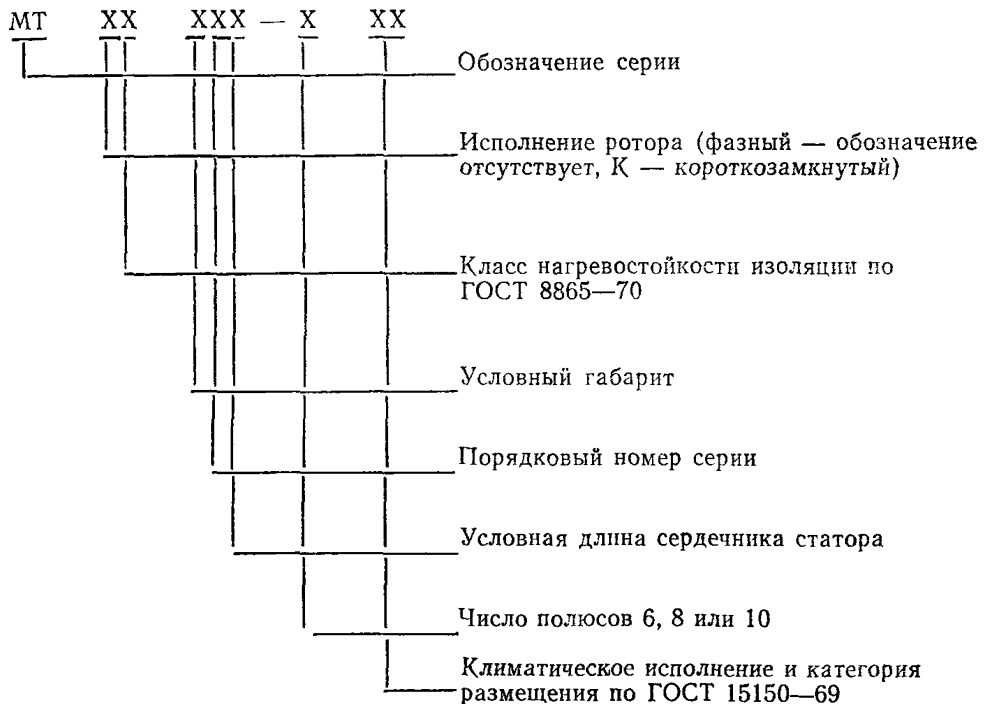 МТ XX XXX — X XX
Обозначение серии
Исполнение ротора (фазный — обозначение
отсутствует, К — короткозамкнутый)
Класс нагревостойкости изоляции по
ГОСТ 8865—70
Условный габарит
Порядковый номер серии
Условная длина сердечника статора
Число полюсов 6, 8 или 10
Климатическое исполнение и категория
размещения по ГОСТ 15150—69